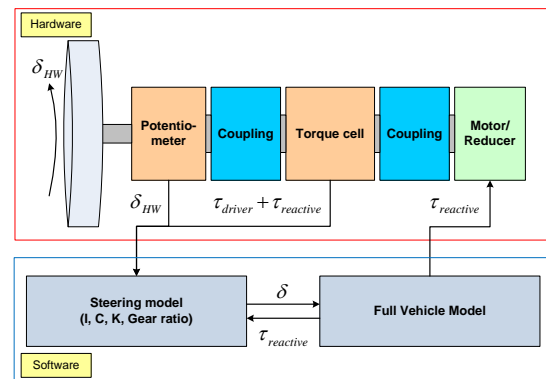 Hardware
δ_HW
Potentio-
meter
Coupling
Torque cell
Coupling
Motor/
Reducer
δ_HW
τ_driver + τ_reactive
τ_reactive
Steering model
(I, C, K, Gear ratio)
δ
τ_reactive
Full Vehicle Model
Software